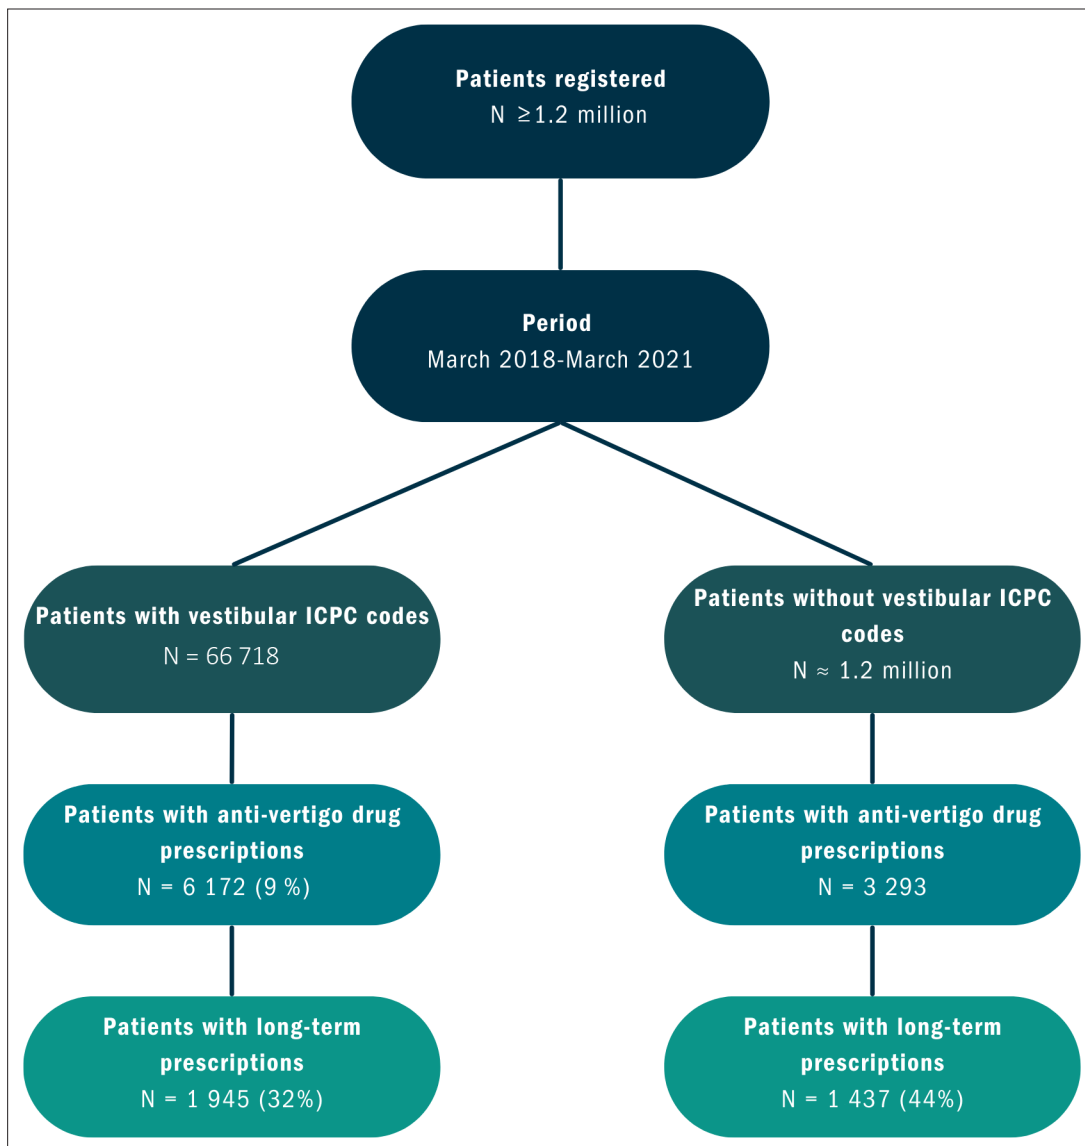 Patients registered
N ≥1.2 million
Period
March 2018-March 2021
Patients with vestibular ICPC codes
N = 66 718
Patients without vestibular ICPC
codes
N ≈ 1.2 million
Patients with anti-vertigo drug
prescriptions
N = 6 172 (9 %)
Patients with anti-vertigo drug
prescriptions
N = 3 293
Patients with long-term
prescriptions
N = 1 945 (32%)
Patients with long-term
prescriptions
N = 1 437 (44%)